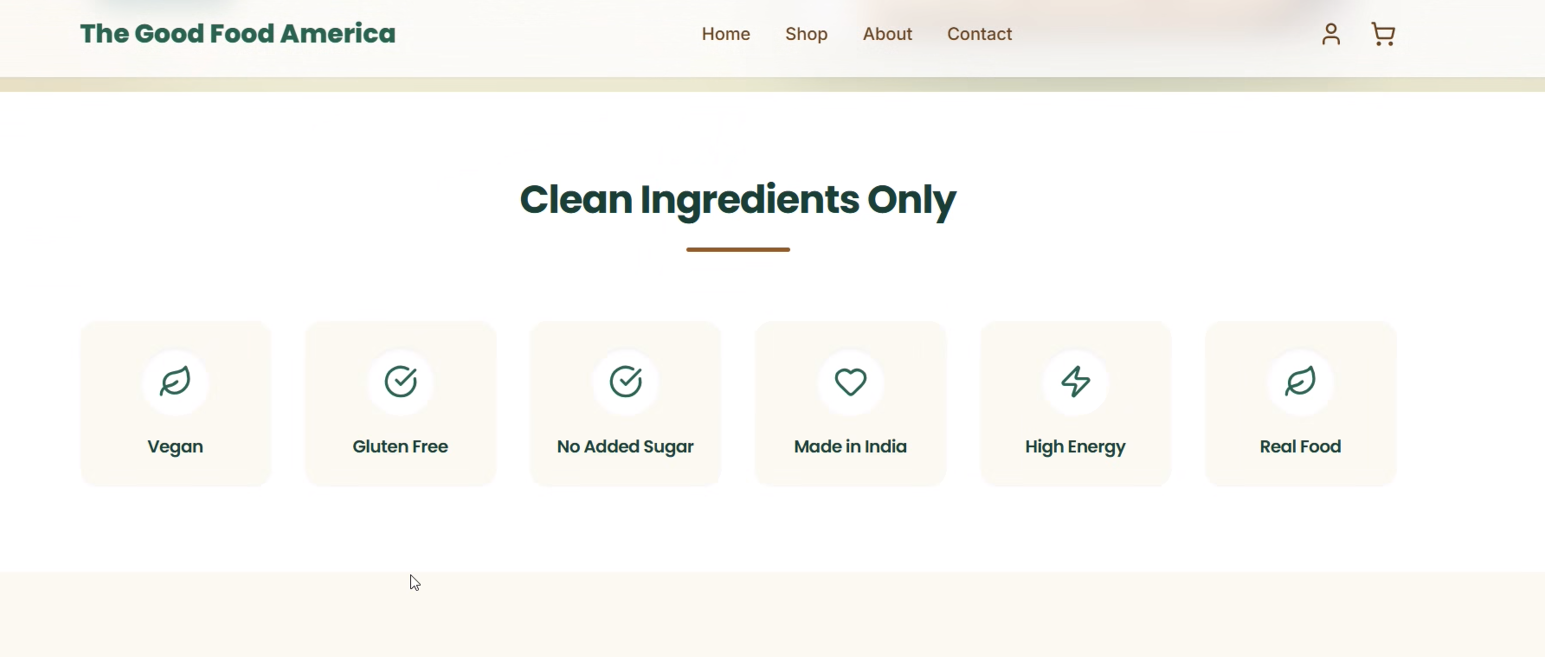 The Good Food America
Home Shop About Contact
Clean Ingredients Only
Vegan
Gluten Free
No Added Sugar
Made in India
High Energy
Real Food